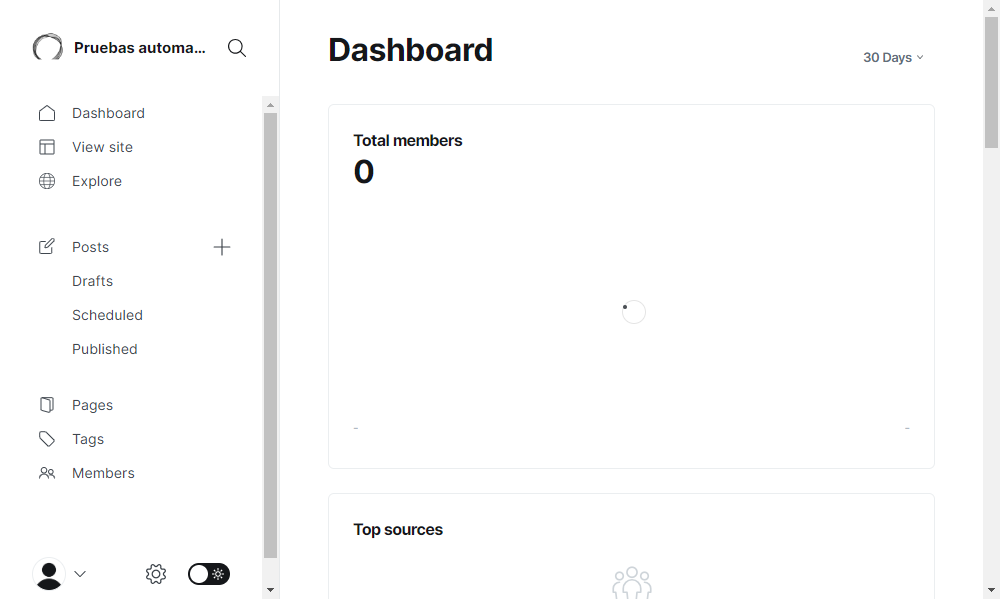 Pruebas automa...
Dashboard
View site
Explore
Posts
Drafts
Scheduled
Published
Pages
Tags
Members
Dashboard
30 Days
Total members
0
-
-
Top sources